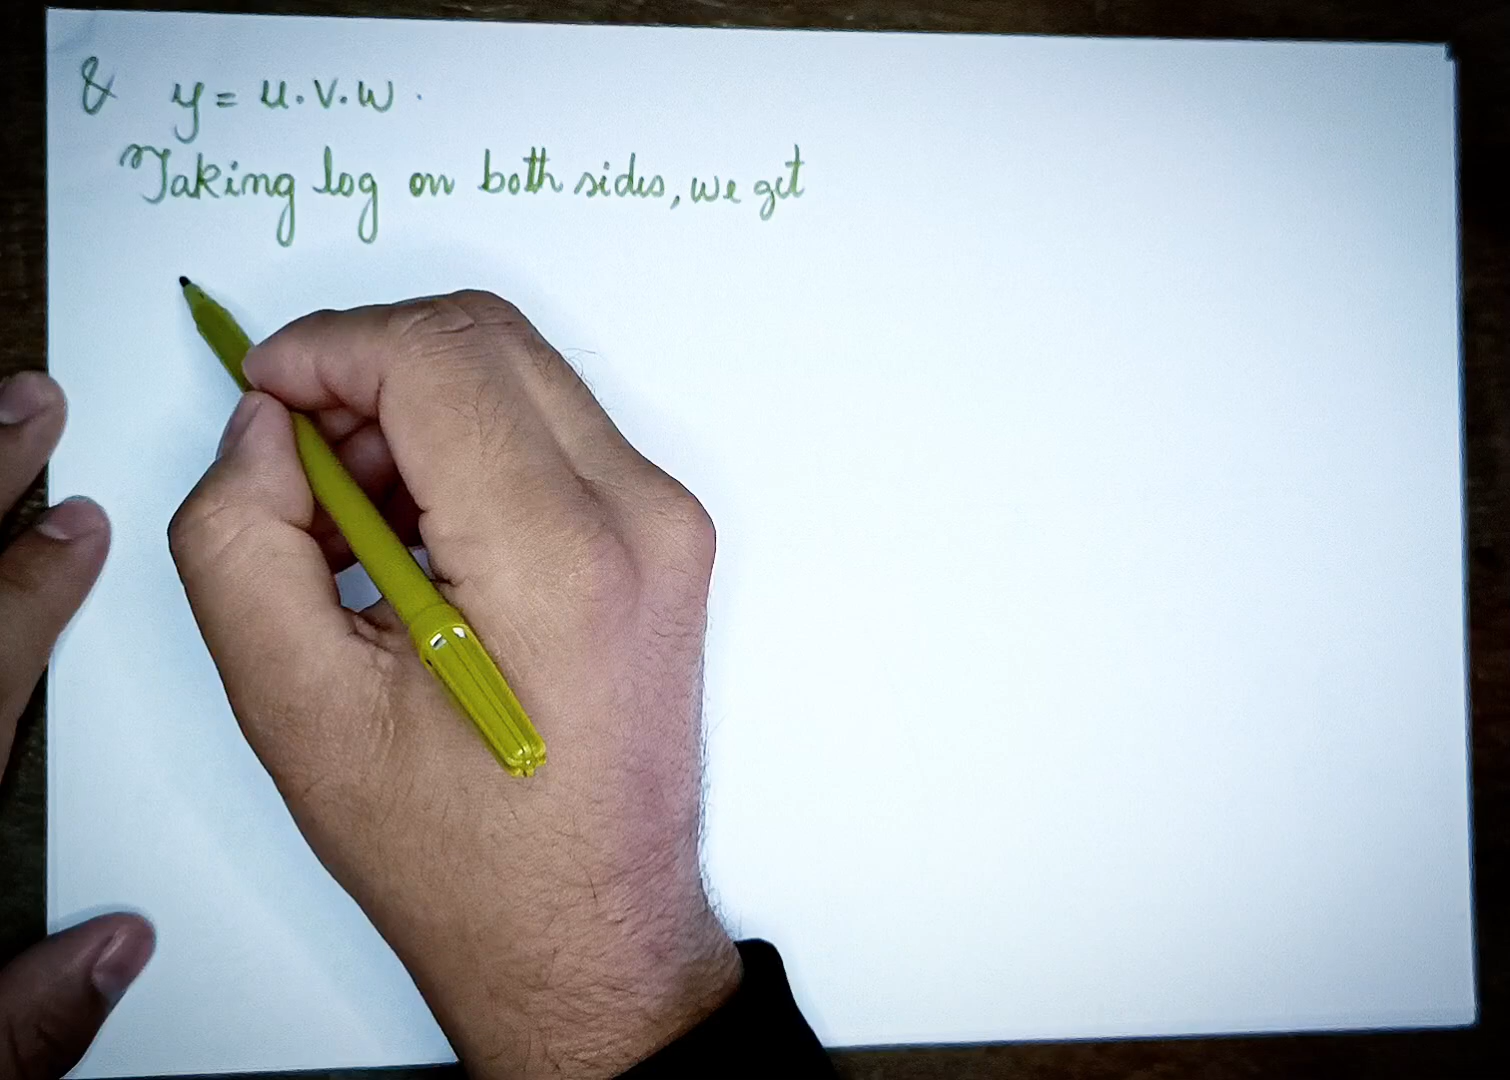 & y = u.v.w.
Taking log on both sides, we get